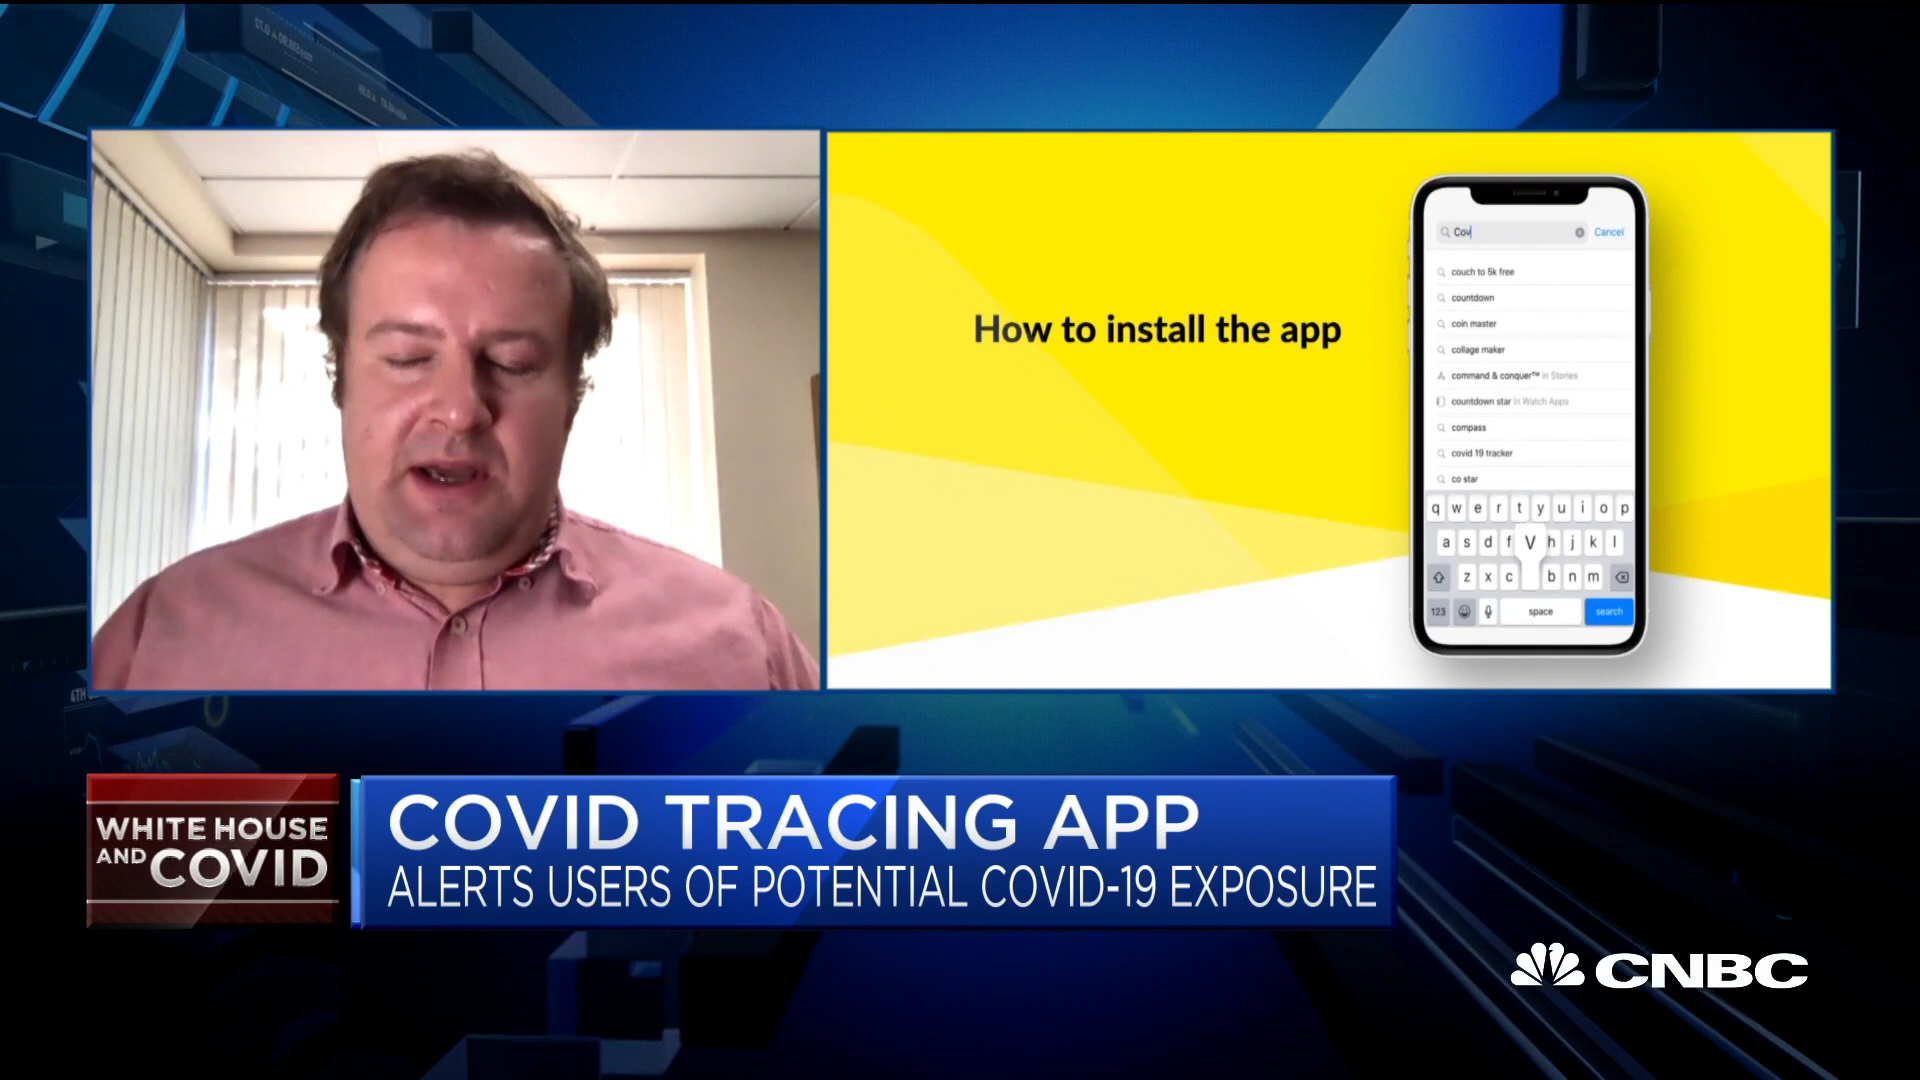 How to install the app
Cov
Cancel
couch to 5k free
countdown
coin master
collage maker
command & conquer™ in Stories
countdown star in Watch Apps
compass
covid 19 tracker
co star
q w e r t y u i o p
a s d f V h j k l
z x c b n m
123 space search
WHITE HOUSE
AND COVID
COVID TRACING APP
ALERTS USERS OF POTENTIAL COVID-19 EXPOSURE
CNBC